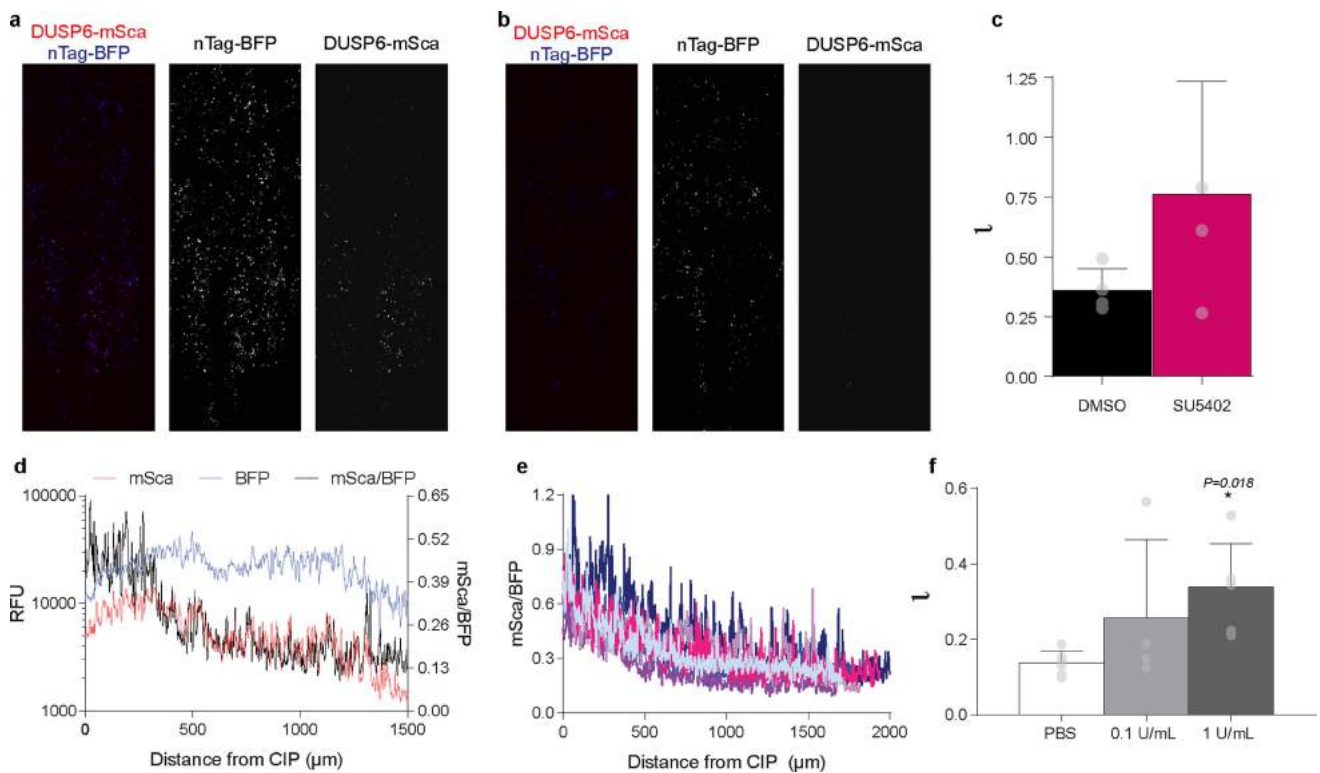 a
DUSP6-mSca
nTag-BFP
nTag-BFP
DUSP6-mSca
b
DUSP6-mSca
nTag-BFP
nTag-BFP
DUSP6-mSca
c
1.25
1.00
0.75
0.50
0.25
0.00
DMSO
SU5402
d
mSca
BFP
mSca/BFP
100000
10000
1000
RFU
0.65
0.52
0.39
0.26
0.13
0.00
mSca/BFP
0
500
1000
1500
Distance from CIP (µm)
e
1.2
0.9
0.6
0.3
0.0
mSca/BFP
0
500
1000
1500
2000
Distance from CIP (µm)
f
0.6
0.4
0.2
0.0
P=0.018
*
PBS
0.1 U/mL
1 U/mL